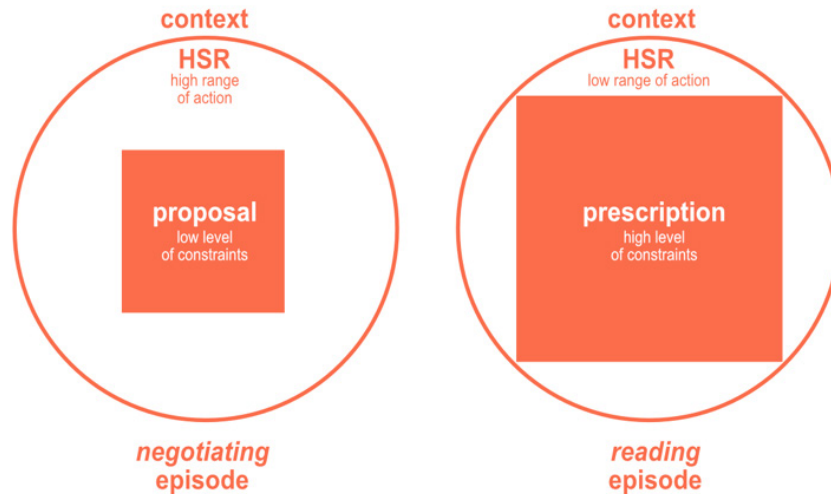 context
HSR
high range
of action
proposal
low level
of constraints
negotiating
episode
context
HSR
low range of action
prescription
high level
of constraints
reading
episode